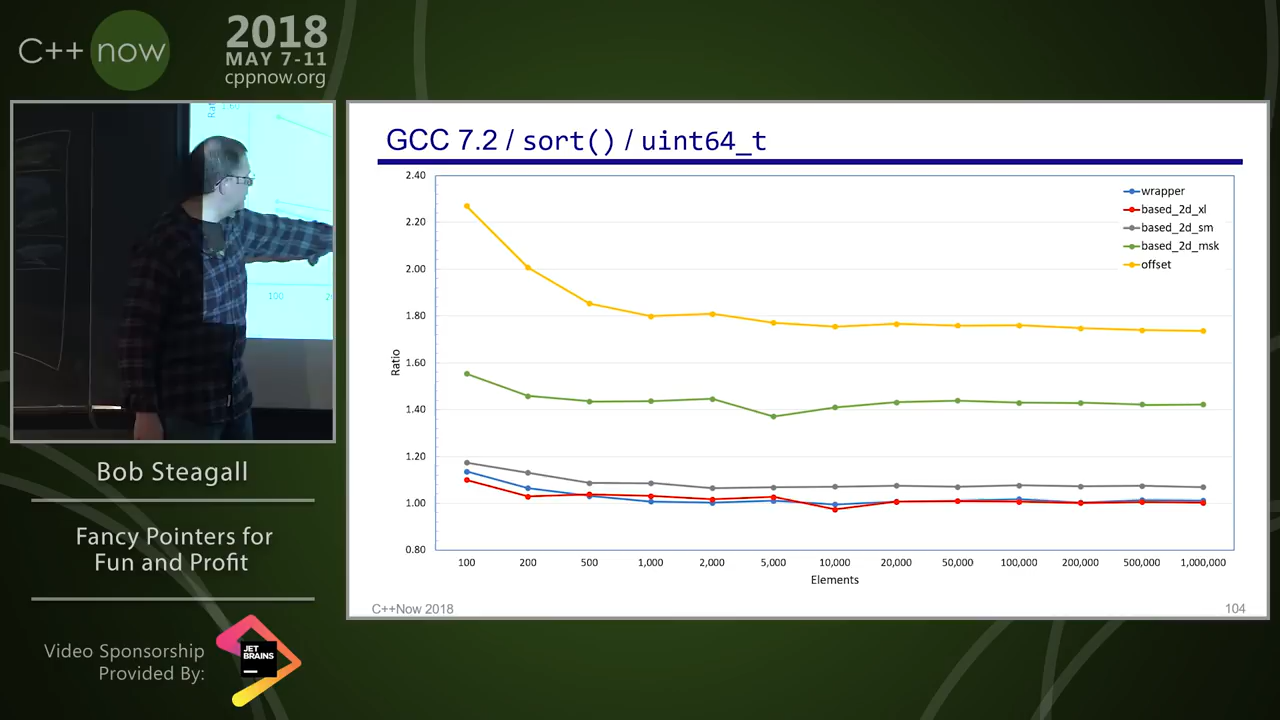 C++ now
2018
MAY 7-11
cppnow.org
Bob Steagall
Fancy Pointers for
Fun and Profit
Video Sponsorship
Provided By:
JET
BRAINS
GCC 7.2 / sort() / uint64_t
2.40
2.20
2.00
1.80
1.60
1.40
1.20
1.00
0.80
Ratio
wrapper
based_2d_xl
based_2d_sm
based_2d_msk
offset
100 200 500 1,000 2,000 5,000 10,000 20,000 50,000 100,000 200,000 500,000 1,000,000
Elements
C++Now 2018
104
1.60
100